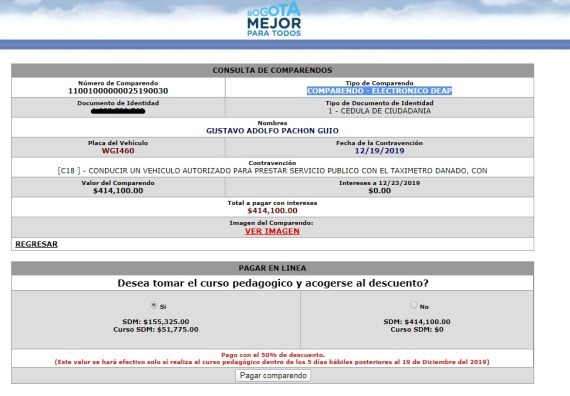 BOGOTA
MEJOR
PARA TODOS
CONSULTA DE COMPARENDOS
Número de Comparendo
11001000000025190030
Tipo de Comparendo
COMPARENDO - ELECTRONICO DEAP
Documento de Identidad
Tipo de Documento de Identidad
1 - CEDULA DE CIUDADANIA
Nombres
GUSTAVO ADOLFO PACHON GUIO
Placa del Vehículo
WGI460
Fecha de la Contravención
12/19/2019
Contravención
[C18 ] - CONDUCIR UN VEHICULO AUTORIZADO PARA PRESTAR SERVICIO PUBLICO CON EL TAXIMETRO DANADO, CON
Valor del Comparendo
$414,100.00
Intereses a 12/23/2019
$0.00
Total a pagar con intereses
$414,100.00
Imagen del Comparendo:
VER IMAGEN
REGRESAR
PAGAR EN LINEA
Desea tomar el curso pedagogico y acogerse al descuento?
Si
SDM: $155,325.00
Curso SDM: $51,775.00
No
SDM: $414,100.00
Curso SDM: $0
Pago con el 50% de descuento.
(Este valor se hará efectivo solo si realiza el curso pedagógico dentro de los 5 días hábiles posteriores al 19 de Diciembre del 2019)
Pagar comparendo